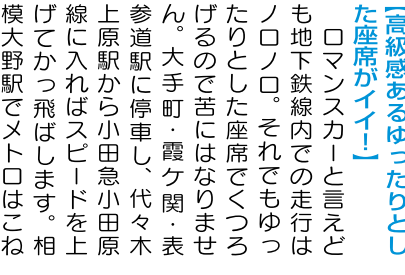 【高級感あるゆったりとし
た座席がイイ！】
　ロマンスカーと言えど
も地下鉄線内での走行は
ノロノロ。それでもゆっ
たりとした座席でくつろ
げるので苦にはなりませ
ん。大手町・霞ケ関・表
参道駅に停車し、代々木
上原駅から小田急小田原
線に入ればスピードを上
げてかっ飛ばします。相
模大野駅でメトロはこね